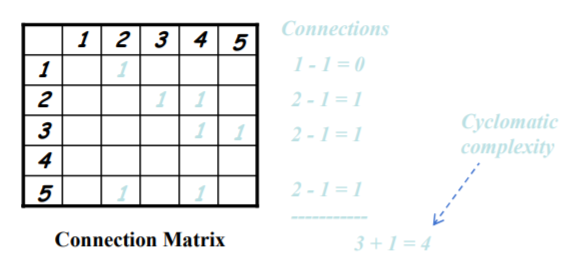 1 2 3 4 5
1 1
2 1 1
3 1 1
4
5 1 1
Connection Matrix
Connections
1 - 1 = 0
2 - 1 = 1
2 - 1 = 1
2 - 1 = 1
-----------
3 + 1 = 4
Cyclomatic
complexity